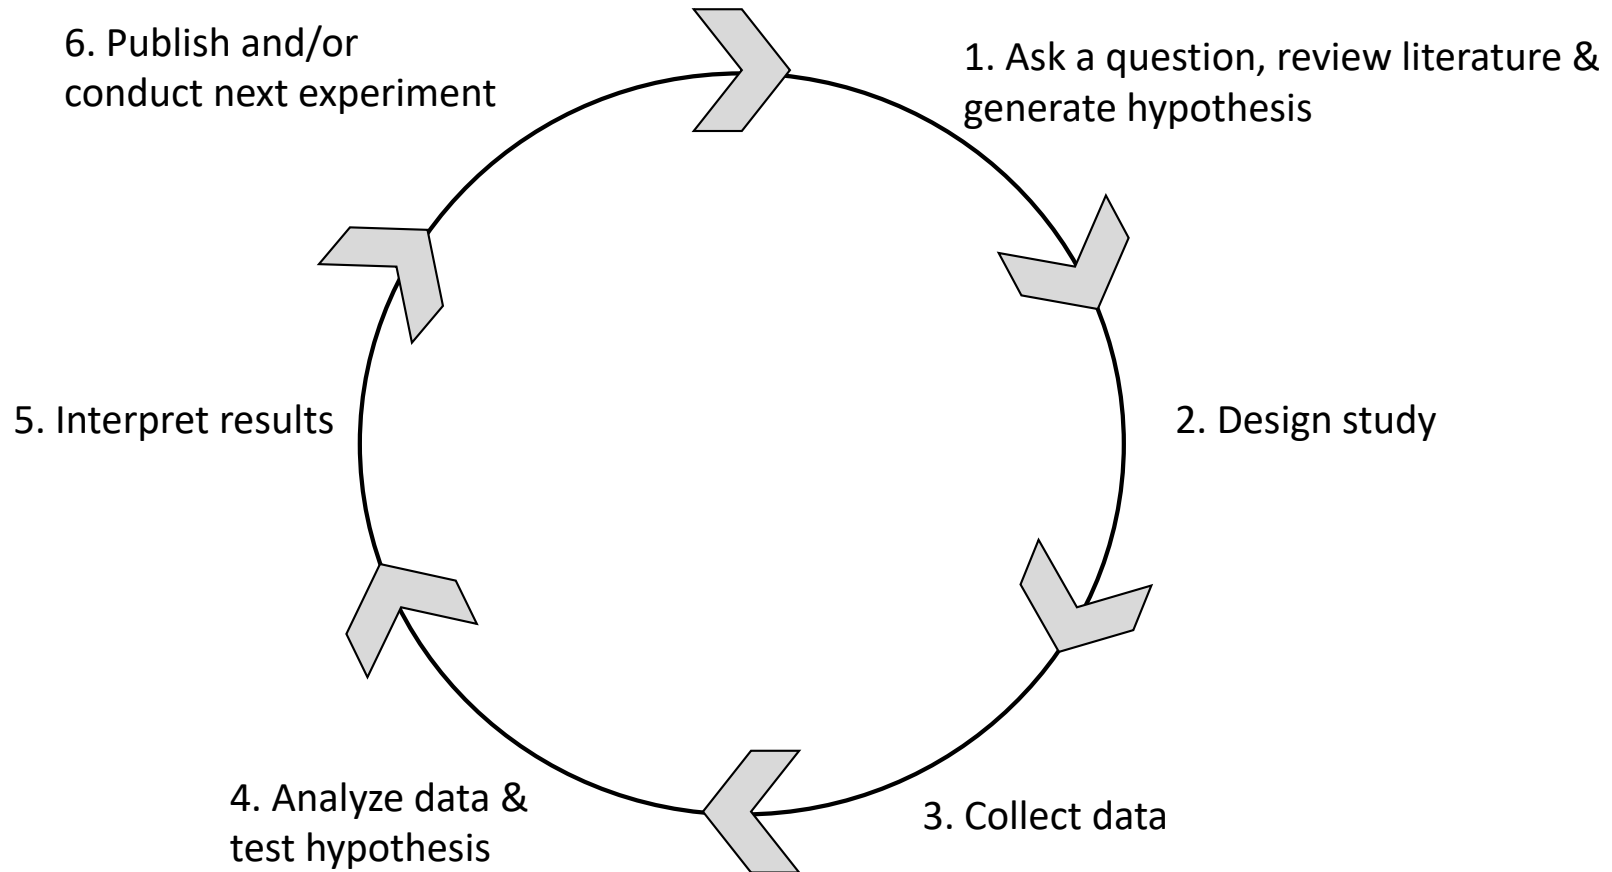 1. Ask a question, review literature &
generate hypothesis
2. Design study
3. Collect data
4. Analyze data &
test hypothesis
5. Interpret results
6. Publish and/or
conduct next experiment